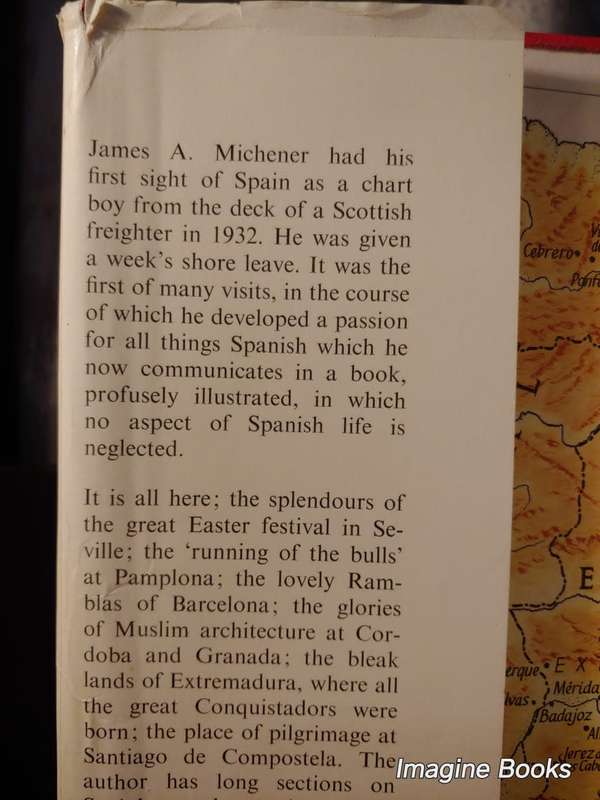 James A. Michener had his
first sight of Spain as a chart
boy from the deck of a Scottish
freighter in 1932. He was given
a week's shore leave. It was the
first of many visits, in the course
of which he developed a passion
for all things Spanish which he
now communicates in a book,
profusely illustrated, in which
no aspect of Spanish life is
neglected.
It is all here; the splendours of
the great Easter festival in Se-
ville; the 'running of the bulls'
at Pamplona; the lovely Ram-
blas of Barcelona; the glories
of Muslim architecture at Cor-
doba and Granada; the bleak
lands of Extremadura, where all
the great Conquistadors were
born; the place of pilgrimage at
Santiago de Compostela. The
author has long sections on
Cebrero
E
erque
E X
Mérida
lvas
Badajoz
Imagine Books